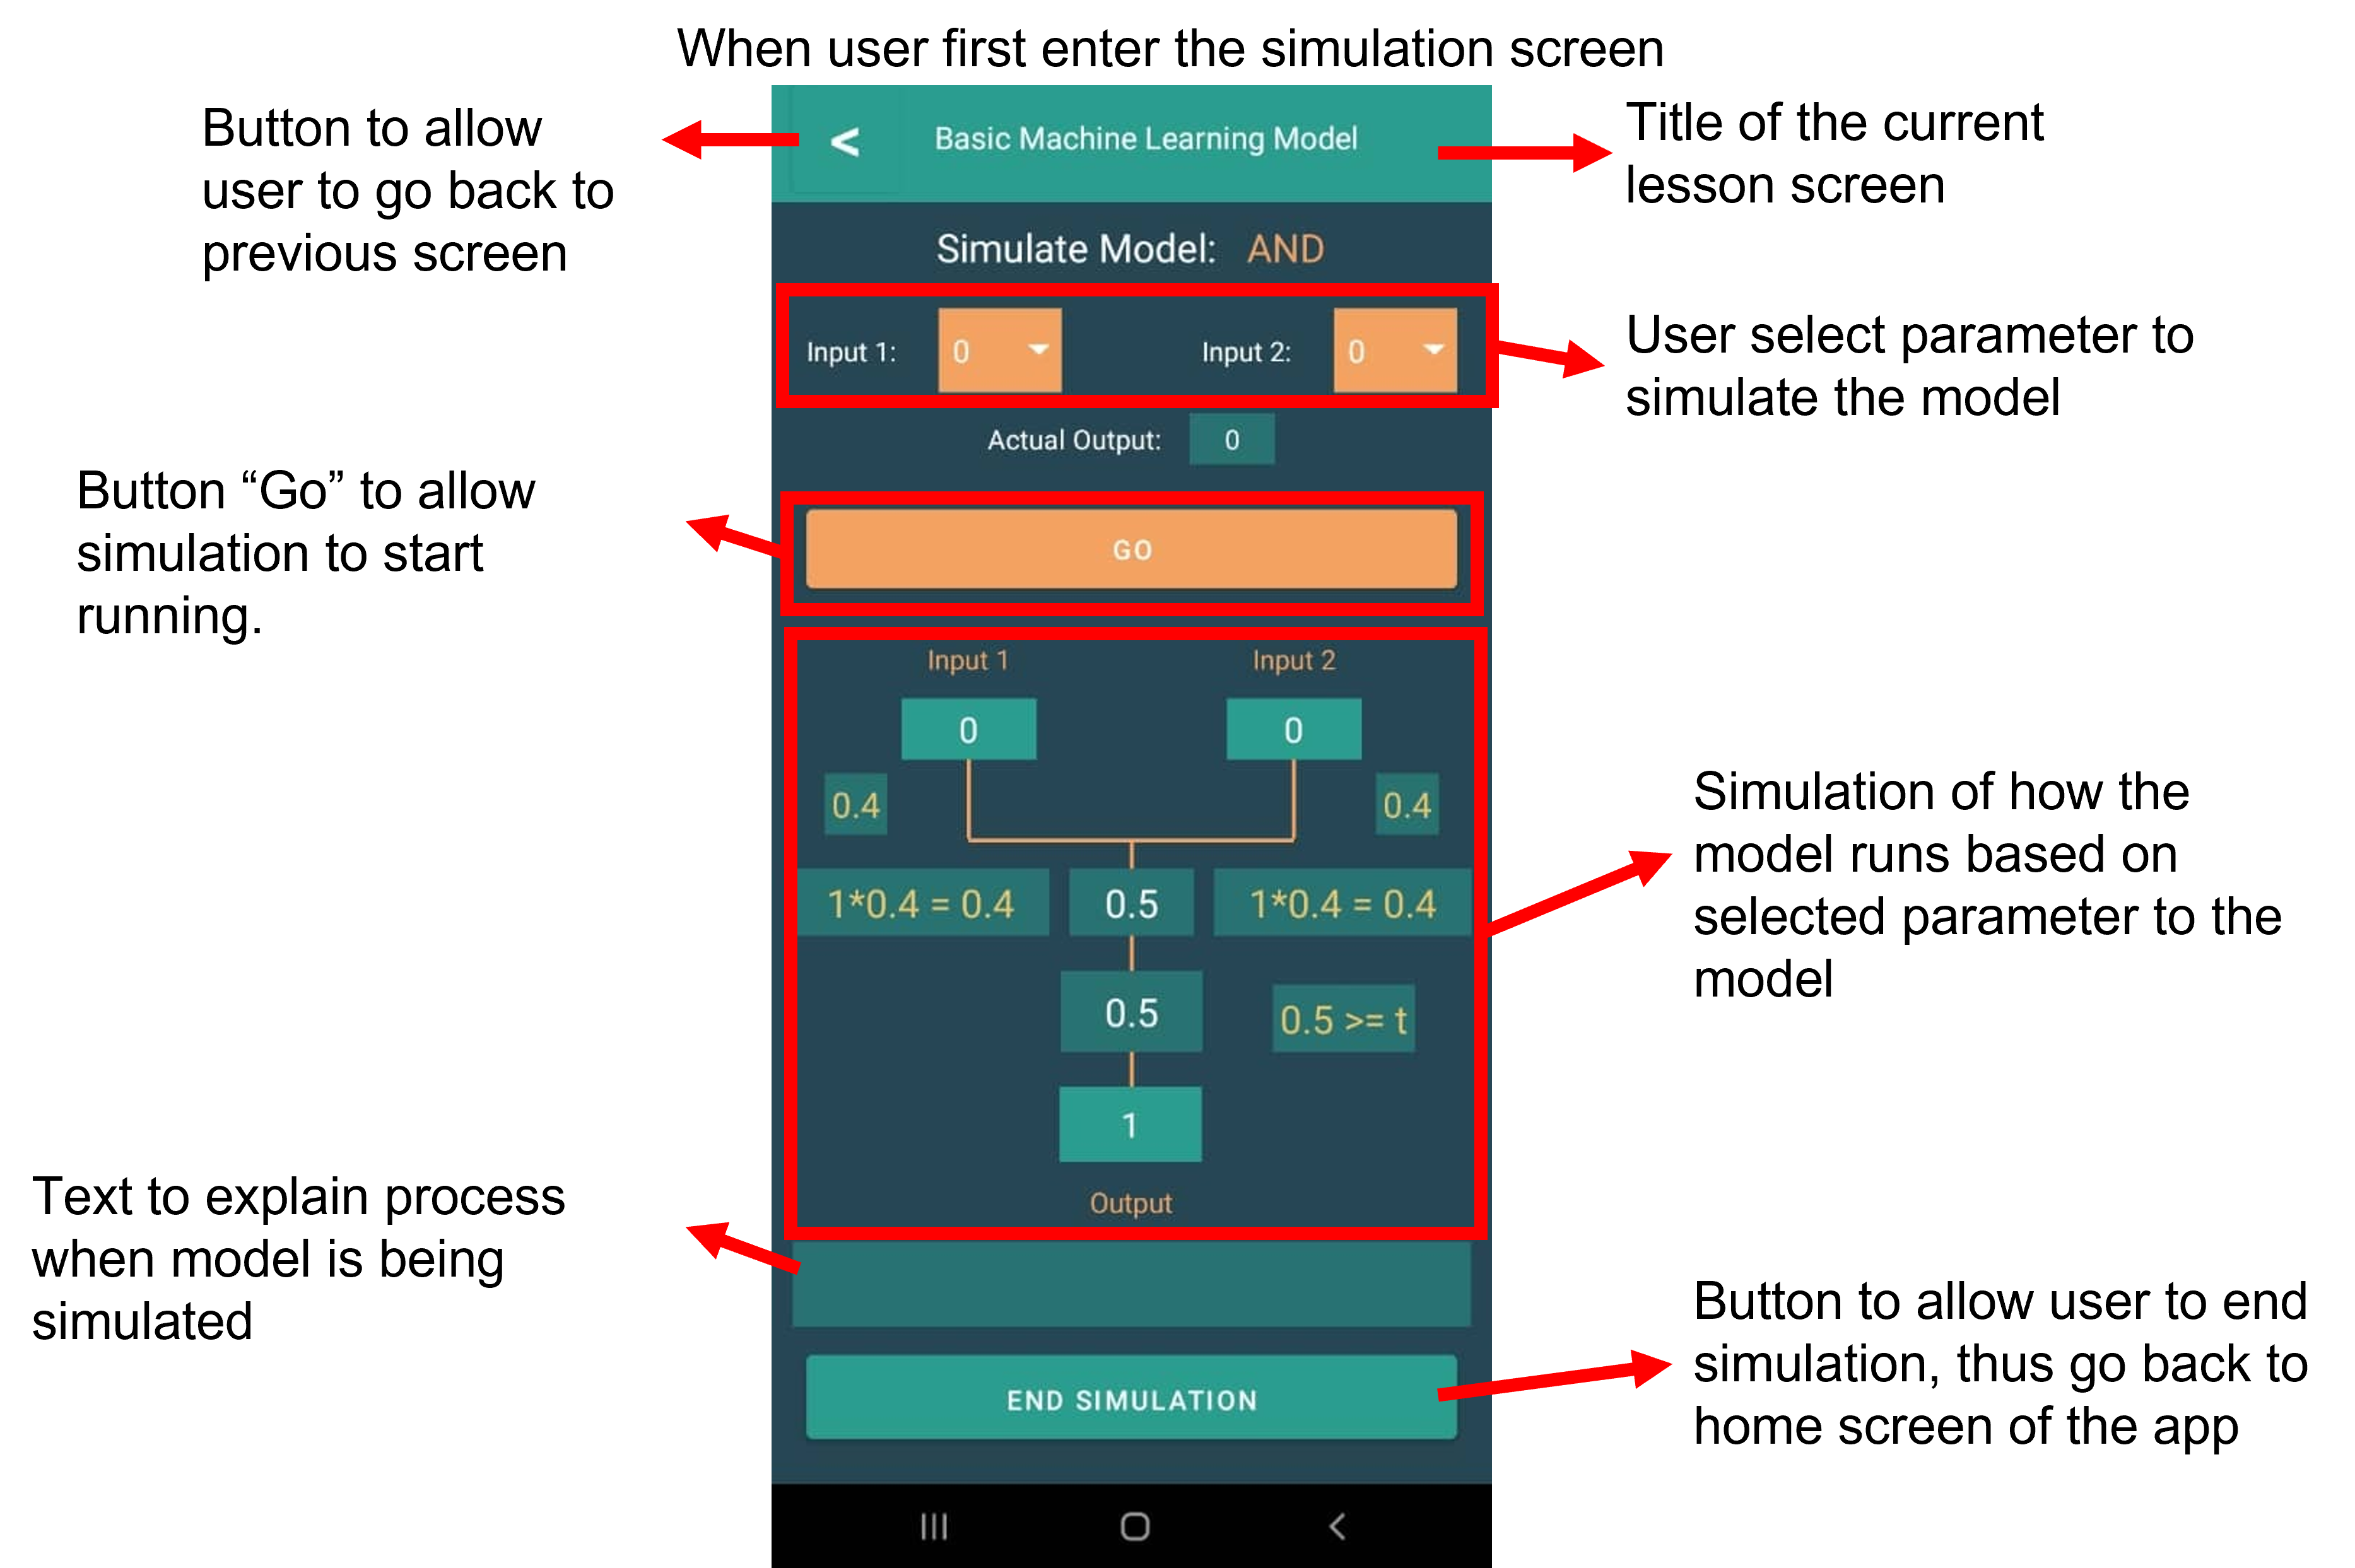 When user first enter the simulation screen
Button to allow
user to go back to
previous screen
<
Basic Machine Learning Model
Title of the current
lesson screen
Simulate Model: AND
Input 1: 0
Input 2: 0
User select parameter to
simulate the model
Actual Output: 0
Button “Go” to allow
simulation to start
running.
GO
Input 1
Input 2
0
0
0.4
0.4
1*0.4 = 0.4
0.5
1*0.4 = 0.4
0.5
0.5 >= t
1
Output
Simulation of how the
model runs based on
selected parameter to the
model
Text to explain process
when model is being
simulated
END SIMULATION
Button to allow user to end
simulation, thus go back to
home screen of the app